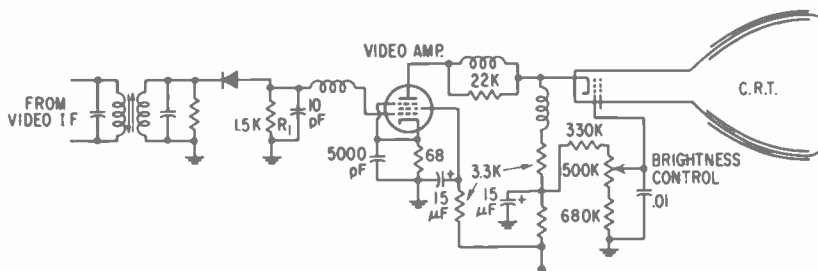 VIDEO AMP.
22K
C.R.T.
FROM
VIDEO I F
1.5K
R1
10
pF
5000
pF
68
+
15
μF
3.3K
15
μF
+
330K
500K
680K
BRIGHTNESS
CONTROL
.01